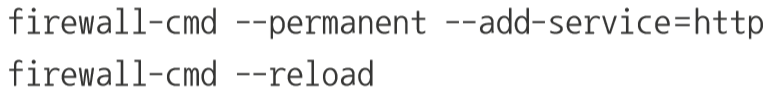 firewall-cmd --permanent --add-service=http
firewall-cmd --reload